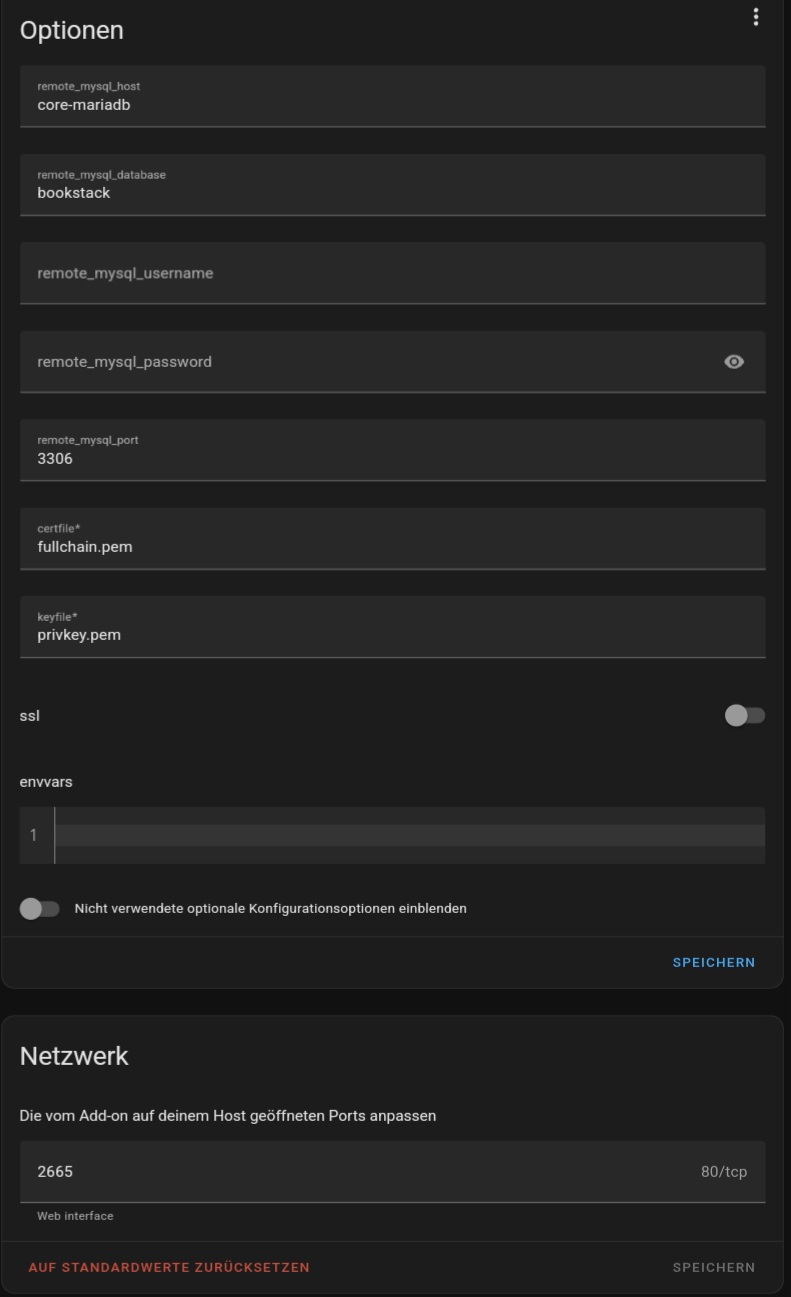 Optionen
remote_mysql_host
core-mariadb
remote_mysql_database
bookstack
remote_mysql_username
remote_mysql_password
remote_mysql_port
3306
certfile*
fullchain.pem
keyfile*
privkey.pem
ssl
envvars
1
Nicht verwendete optionale Konfigurationsoptionen einblenden
SPEICHERN
Netzwerk
Die vom Add-on auf deinem Host geöffneten Ports anpassen
2665 80/tcp
Web interface
AUF STANDARDWERTE ZURÜCKSETZEN SPEICHERN